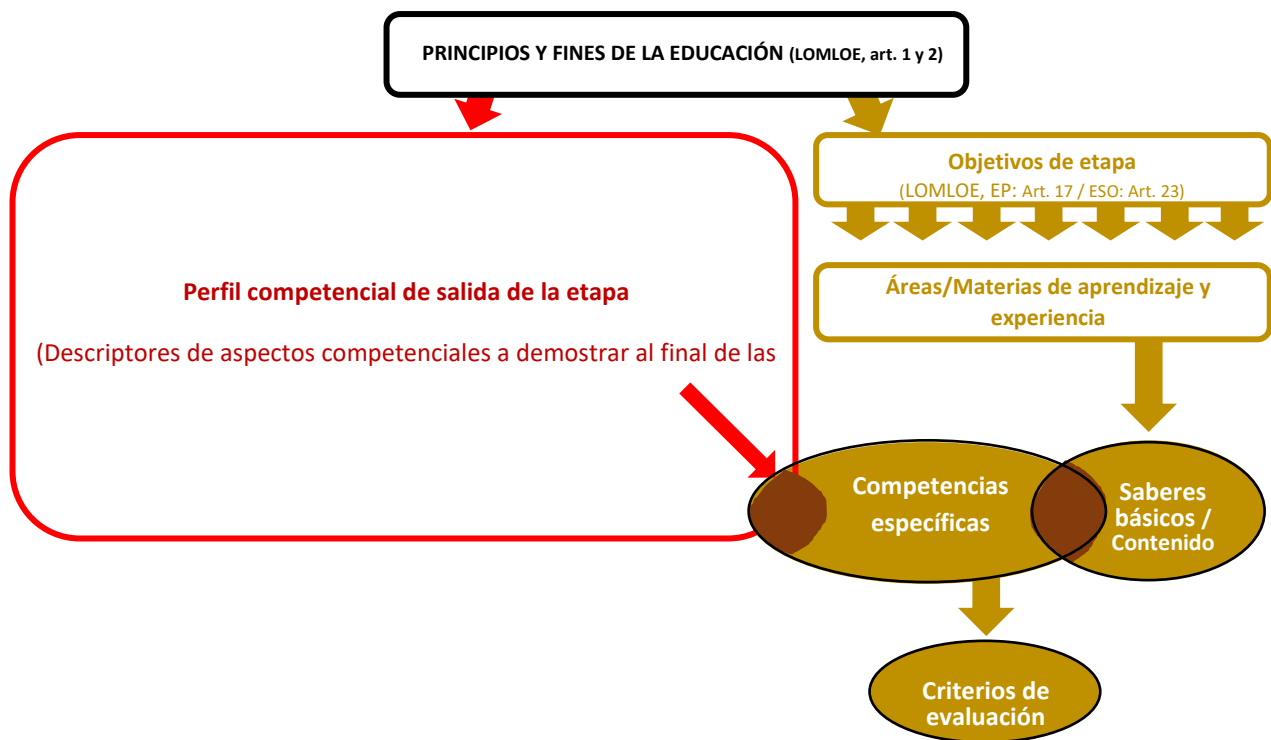 PRINCIPIOS Y FINES DE LA EDUCACIÓN (LOMLOE, art. 1 y 2)
Objetivos de etapa
(LOMLOE, EP: Art. 17 / ESO: Art. 23)
Áreas/Materias de aprendizaje y
experiencia
Perfil competencial de salida de la etapa
(Descriptores de aspectos competenciales a demostrar al final de las
Competencias
específicas
Saberes
básicos /
Contenido
Criterios de
evaluación